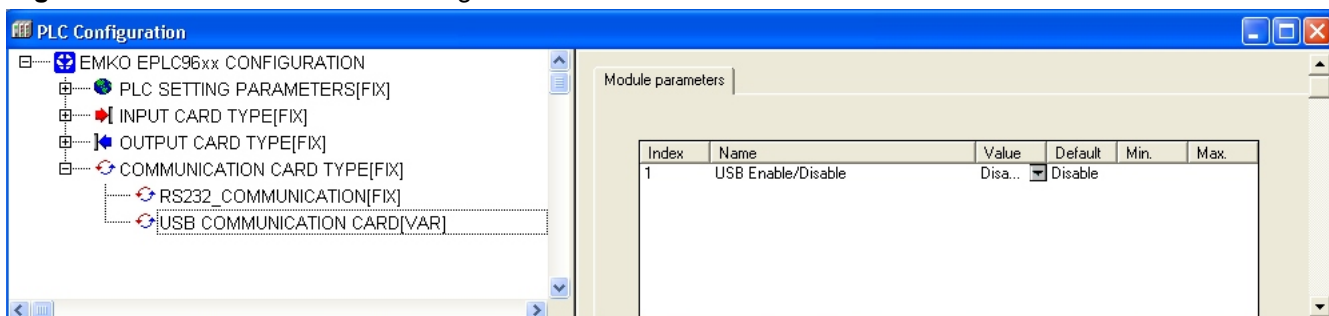 PLC Configuration
EMKO EPLC96xx CONFIGURATION
PLC SETTING PARAMETERS[FIX]
INPUT CARD TYPE[FIX]
OUTPUT CARD TYPE[FIX]
COMMUNICATION CARD TYPE[FIX]
RS232_COMMUNICATION[FIX]
USB COMMUNICATION CARD[VAR]
Module parameters
Index Name Value Default Min. Max.
1 USB Enable/Disable Disa... Disable